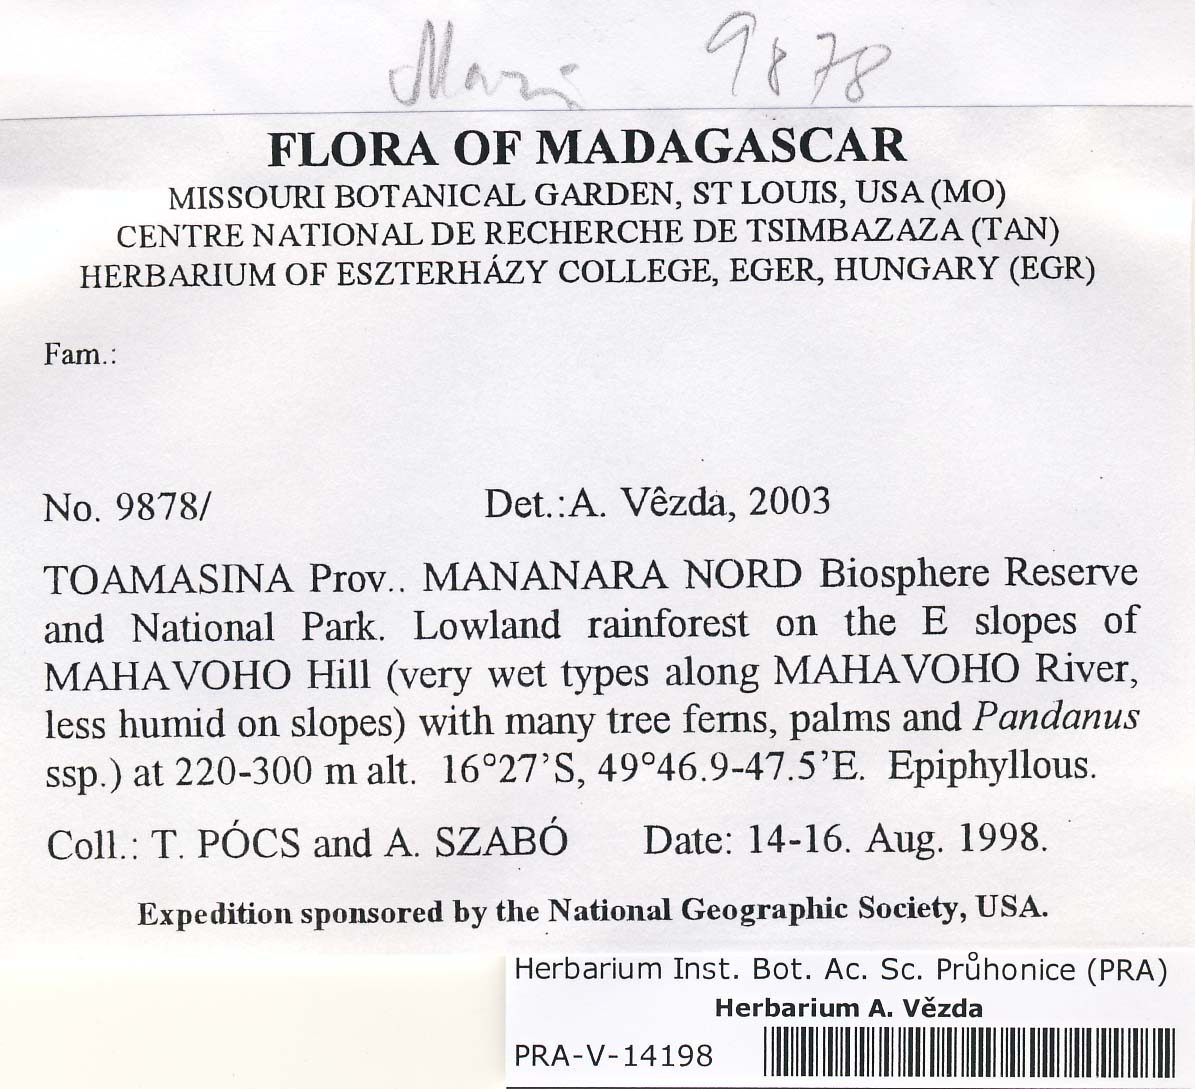 9878
FLORA OF MADAGASCAR
MISSOURI BOTANICAL GARDEN, ST LOUIS, USA (MO)
CENTRE NATIONAL DE RECHERCHE DE TSIMBAZAZA (TAN)
HERBARIUM OF ESZTERHÁZY COLLEGE, EGER, HUNGARY (EGR)
Fam.:
No. 9878/ Det.:A. Vêzda, 2003
TOAMASINA Prov.. MANANARA NORD Biosphere Reserve
and National Park. Lowland rainforest on the E slopes of
MAHAVOHO Hill (very wet types along MAHAVOHO River,
less humid on slopes) with many tree ferns, palms and Pandanus
ssp.) at 220-300 m alt. 16°27'S, 49°46.9-47.5'E. Epiphyllous.
Coll.: T. PÓCS and A. SZABÓ Date: 14-16. Aug. 1998.
Expedition sponsored by the National Geographic Society, USA.
Herbarium Inst. Bot. Ac. Sc. Průhonice (PRA)
Herbarium A. Vězda
PRA-V-14198